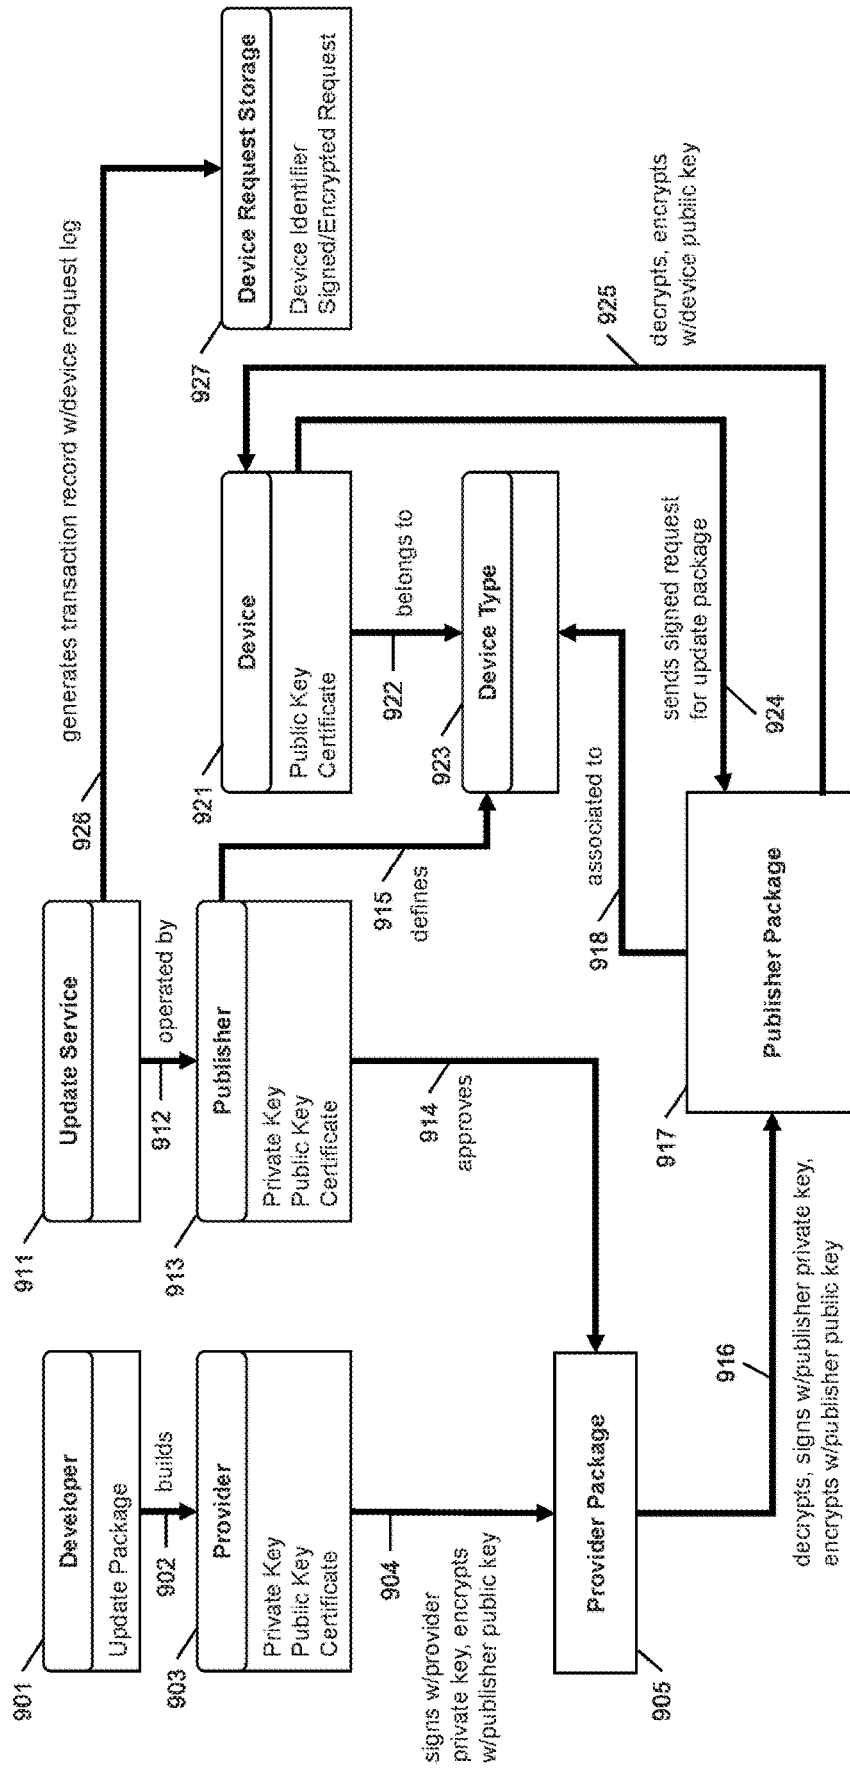 901
Developer
Update Package
902
builds
903
Provider
Private Key
Public Key
Certificate
904
signs w/provider
private key, encrypts
w/publisher public key
905
Provider Package
911
Update Service
912
operated by
913
Publisher
Private Key
Public Key
Certificate
914
approves
915
defines
916
decrypts, signs w/publisher private key,
encrypts w/publisher public key
917
Publisher Package
918
associated to
921
Device
Public Key
Certificate
922
belongs to
923
Device Type
924
sends signed request
for update package
925
decrypts, encrypts
w/device public key
926
generates transaction record w/device request log
927
Device Request Storage
Device Identifier
Signed/Encrypted Request